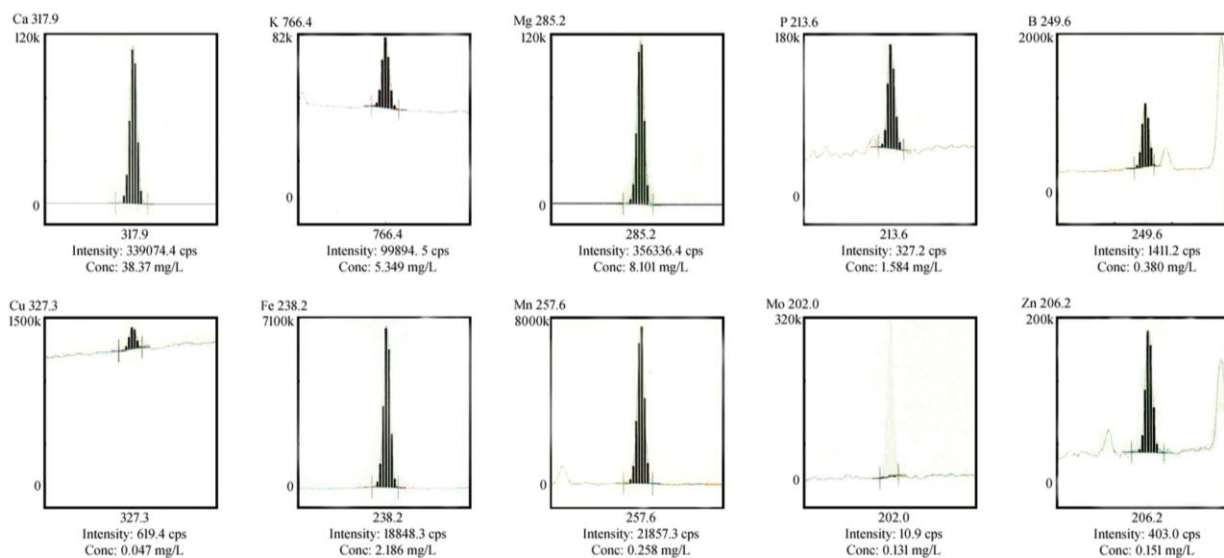 Ca 317.9
120k
0
317.9
Intensity: 339074.4 cps
Conc: 38.37 mg/L
K 766.4
82k
0
766.4
Intensity: 99894. 5 cps
Conc: 5.349 mg/L
Mg 285.2
120k
0
285.2
Intensity: 356336.4 cps
Conc: 8.101 mg/L
P 213.6
180k
0
213.6
Intensity: 327.2 cps
Conc: 1.584 mg/L
B 249.6
2000k
0
249.6
Intensity: 1411.2 cps
Conc: 0.380 mg/L
Cu 327.3
1500k
0
327.3
Intensity: 619.4 cps
Conc: 0.047 mg/L
Fe 238.2
7100k
0
238.2
Intensity: 18848.3 cps
Conc: 2.186 mg/L
Mn 257.6
8000k
0
257.6
Intensity: 21857.3 cps
Conc: 0.258 mg/L
Mo 202.0
320k
0
202.0
Intensity: 10.9 cps
Conc: 0.131 mg/L
Zn 206.2
200k
0
206.2
Intensity: 403.0 cps
Conc: 0.151 mg/L